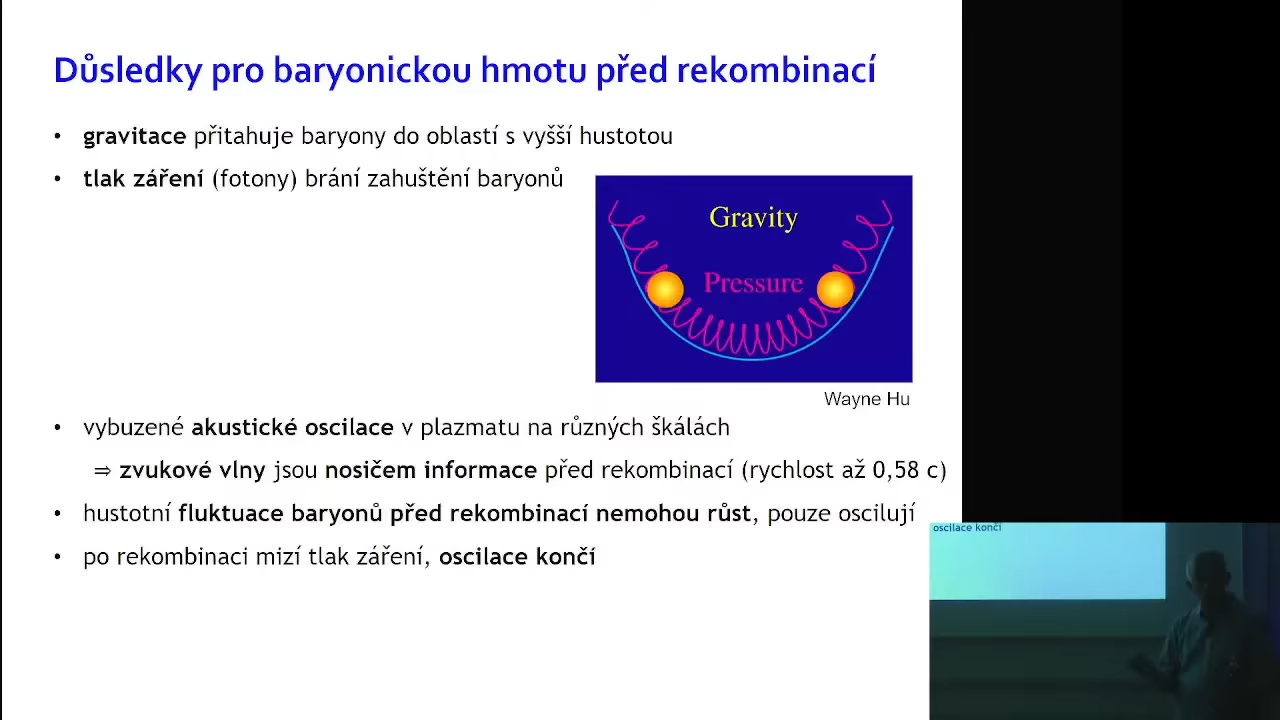 Důsledky pro baryonickou hmotu před rekombinací
• gravitace přitahuje baryony do oblastí s vyšší hustotou
• tlak záření (fotony) brání zahuštění baryonů
Gravity
Pressure
Wayne Hu
• vybuzené akustické oscilace v plazmatu na různých škálách
⇒ zvukové vlny jsou nosičem informace před rekombinací (rychlost až 0,58 c)
• hustotní fluktuace baryonů před rekombinací nemohou růst, pouze oscilují
• po rekombinaci mizí tlak záření, oscilace končí
oscilace končí